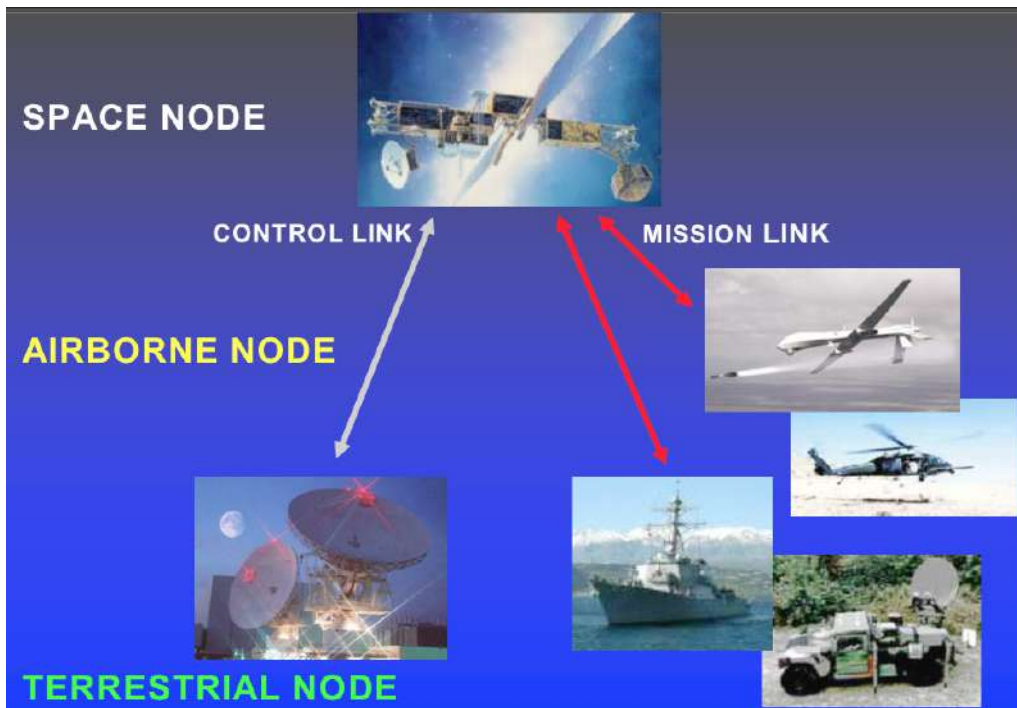 SPACE NODE
CONTROL LINK
MISSION LINK
AIRBORNE NODE
TERRESTRIAL NODE